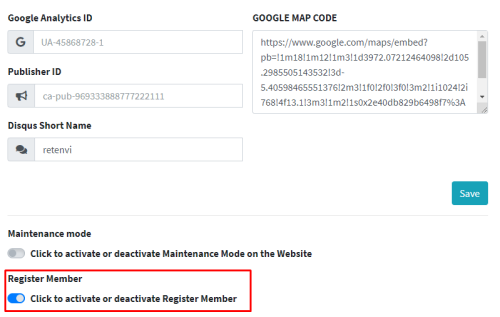 Google Analytics ID
UA-45868728-1
Publisher ID
ca-pub-969333888777222111
Disqus Short Name
retenvi
GOOGLE MAP CODE
https://www.google.com/maps/embed?
pb=!1m18!1m12!1m3!1d3972.07212464098!2d105
.2985505143532!3d-
5.40598465551376!2m3!1f0!2f0!3f0!3m2!1i1024!2i
768!4f13.1!3m3!1m2!1s0x2e40db829b6498f7%3A
Save
Maintenance mode
Click to activate or deactivate Maintenance Mode on the Website
Register Member
Click to activate or deactivate Register Member